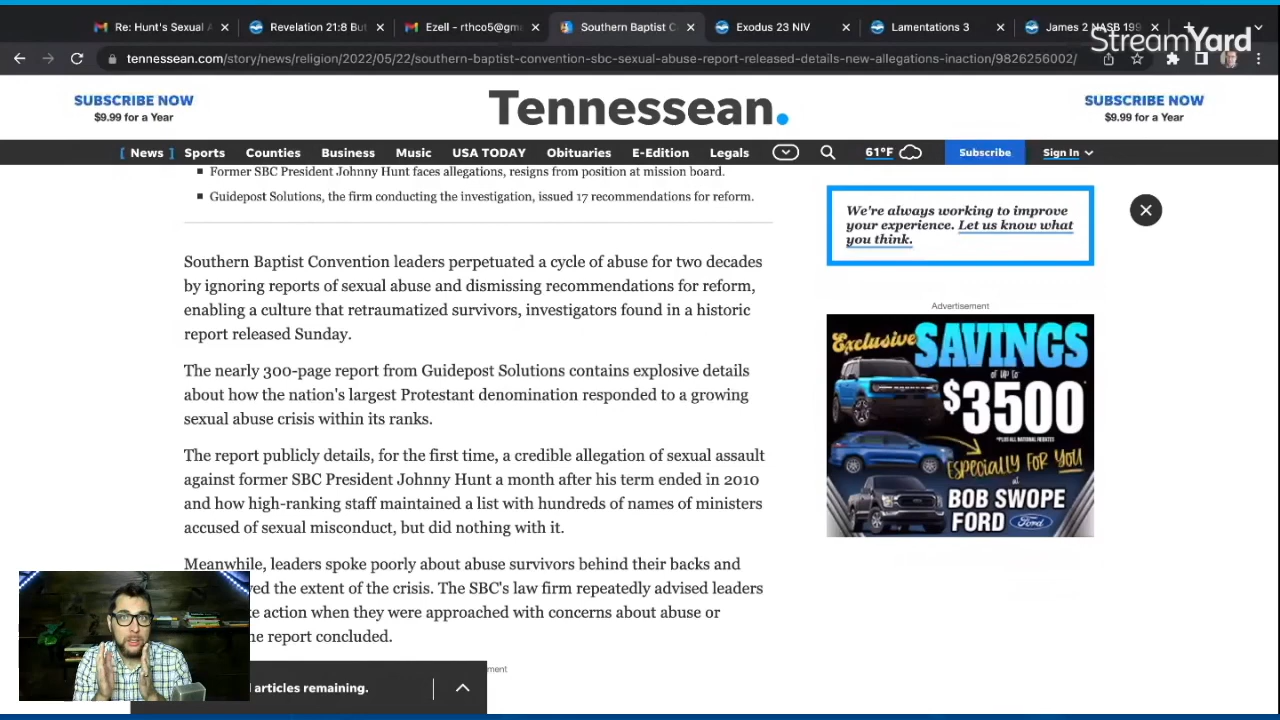 Re: Hunt's Sexual A
Revelation 21:8 But
Ezell - rthco5@gm
Southern Baptist C
Exodus 23 NIV
Lamentations 3
James 2 NASB 199
StreamYard
tennessean.com/story/news/religion/2022/05/22/southern-baptist-convention-sbc-sexual-abuse-report-released-details-new-allegations-inaction/9826256002/
SUBSCRIBE NOW
$9.99 for a Year
Tennessean.
SUBSCRIBE NOW
$9.99 for a Year
[ News ] Sports Counties Business Music USA TODAY Obituaries E-Edition Legals 61°F Subscribe Sign In
Former SBC President Johnny Hunt faces allegations, resigns from position at mission board.
Guidepost Solutions, the firm conducting the investigation, issued 17 recommendations for reform.
Southern Baptist Convention leaders perpetuated a cycle of abuse for two decades
by ignoring reports of sexual abuse and dismissing recommendations for reform,
enabling a culture that retraumatized survivors, investigators found in a historic
report released Sunday.
The nearly 300-page report from Guidepost Solutions contains explosive details
about how the nation's largest Protestant denomination responded to a growing
sexual abuse crisis within its ranks.
The report publicly details, for the first time, a credible allegation of sexual assault
against former SBC President Johnny Hunt a month after his term ended in 2010
and how high-ranking staff maintained a list with hundreds of names of ministers
accused of sexual misconduct, but did nothing with it.
Meanwhile, leaders spoke poorly about abuse survivors behind their backs and
ved the extent of the crisis. The SBC's law firm repeatedly advised leaders
e action when they were approached with concerns about abuse or
ne report concluded.
We're always working to improve
your experience. Let us know what
you think.
Advertisement
Exclusive SAVINGS
of up to
$3500
ESPECIALLY FOR YOU
at
BOB SWOPE
FORD Ford
ment
articles remaining.